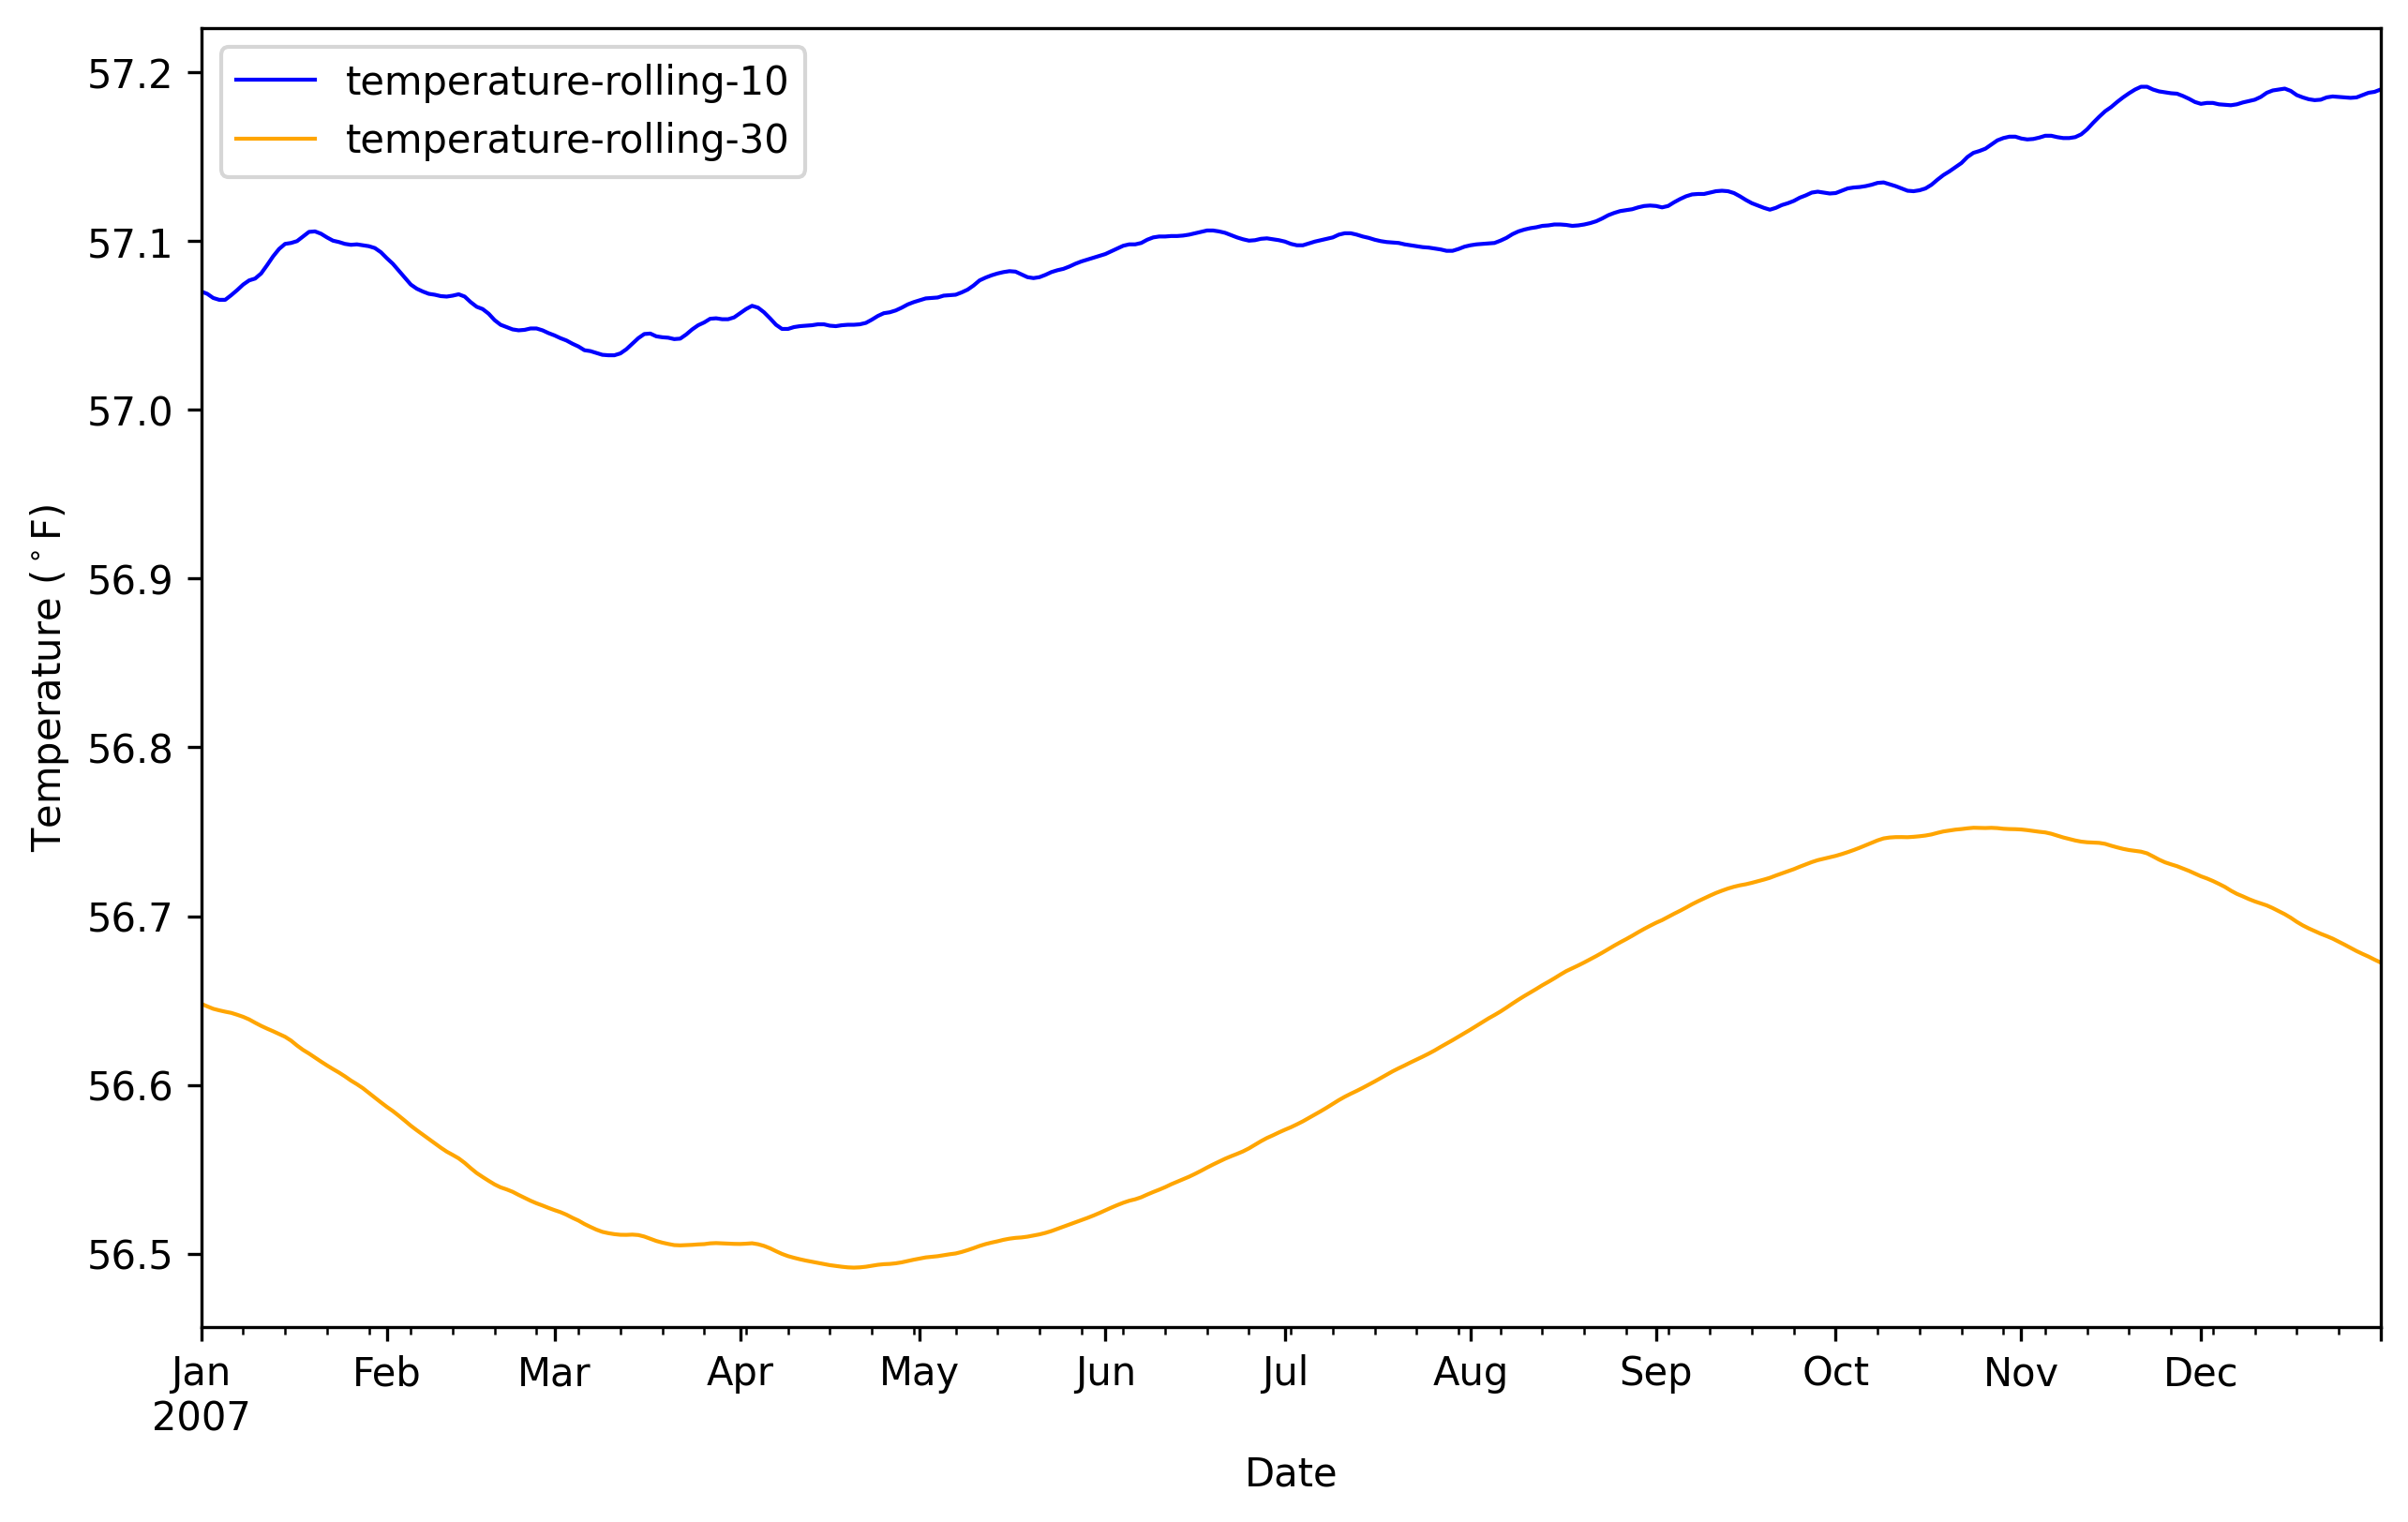 temperature-rolling-10
temperature-rolling-30
57.2
57.1
57.0
56.9
56.8
56.7
56.6
56.5
Temperature (°F)
Jan Feb Mar Apr May Jun Jul Aug Sep Oct Nov Dec
2007
Date